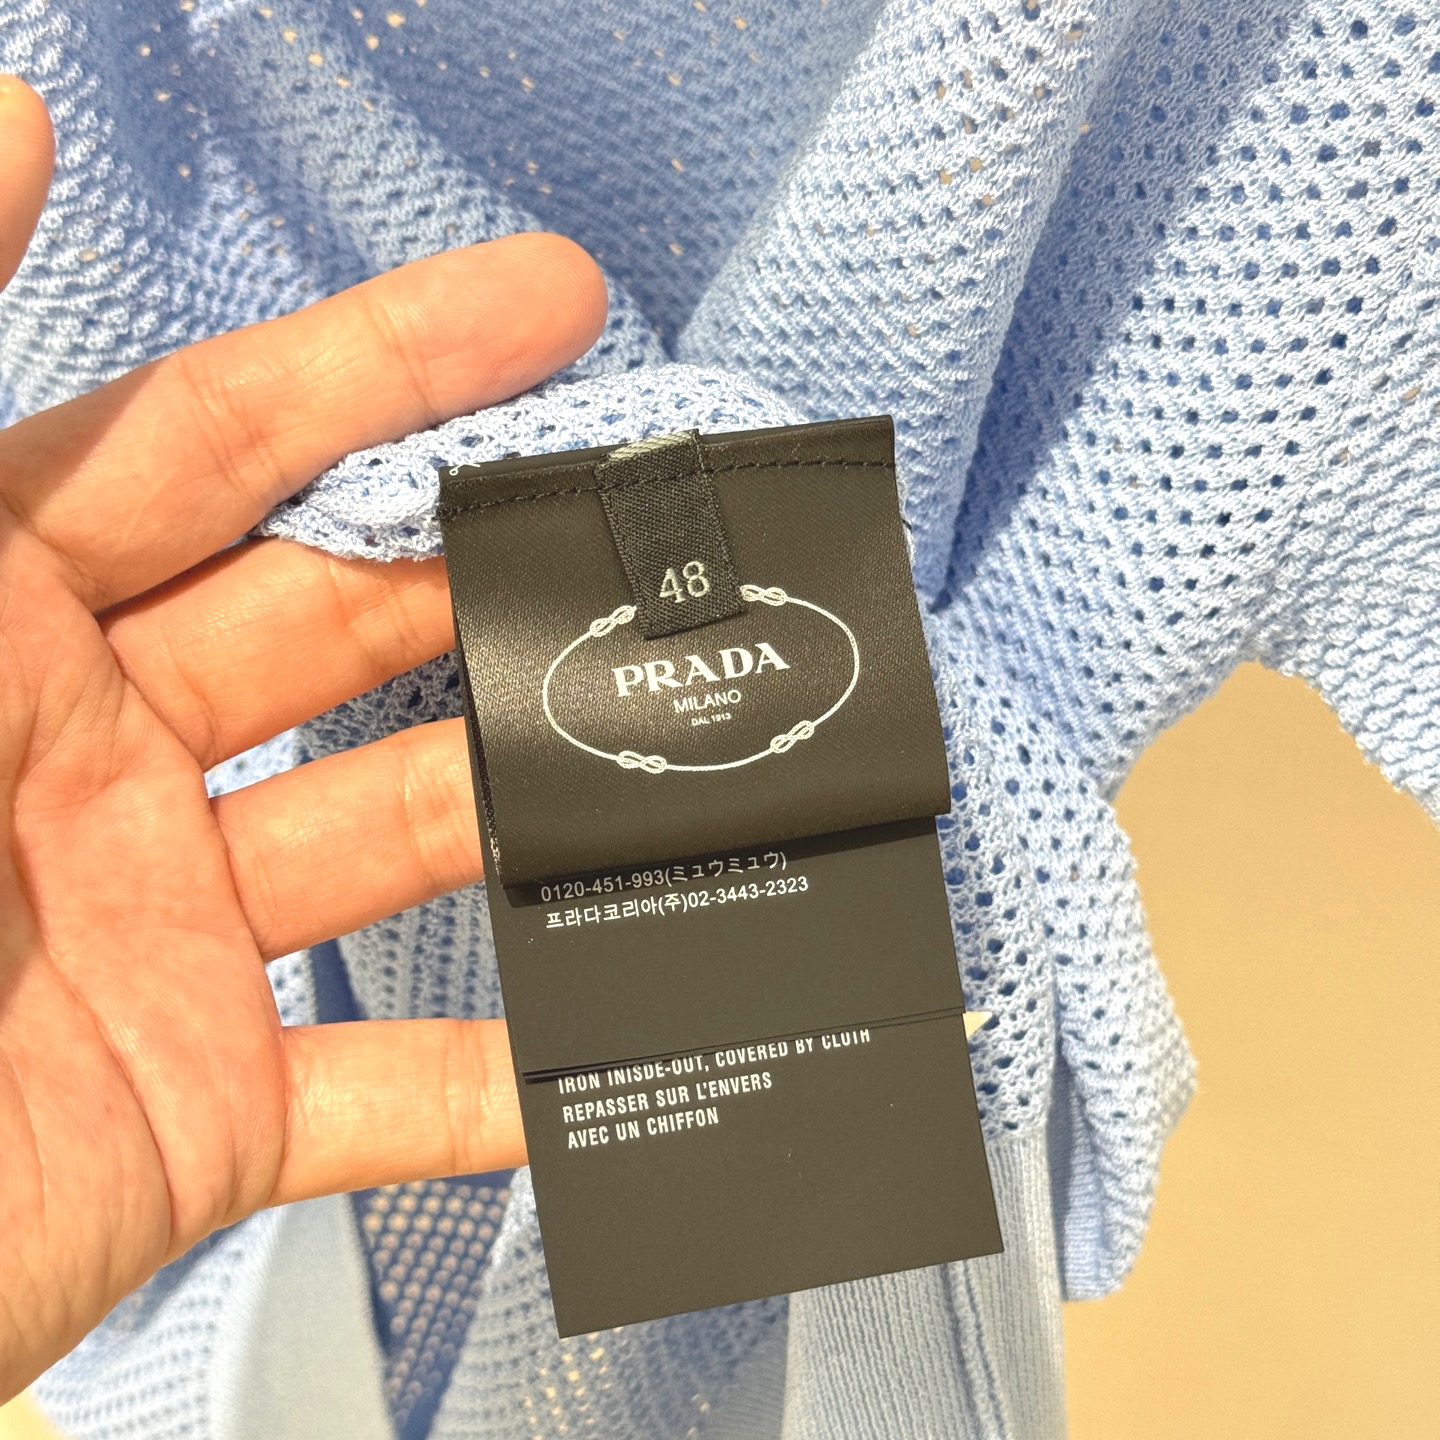 48
PRADA
MILANO
DAL 1913
0120-451-993(ミュウミュウ)
프라다코리아(주)02-3443-2323
IRON INISDE-OUT, COVERED BY CLOTH
REPASSER SUR L'ENVERS
AVEC UN CHIFFON